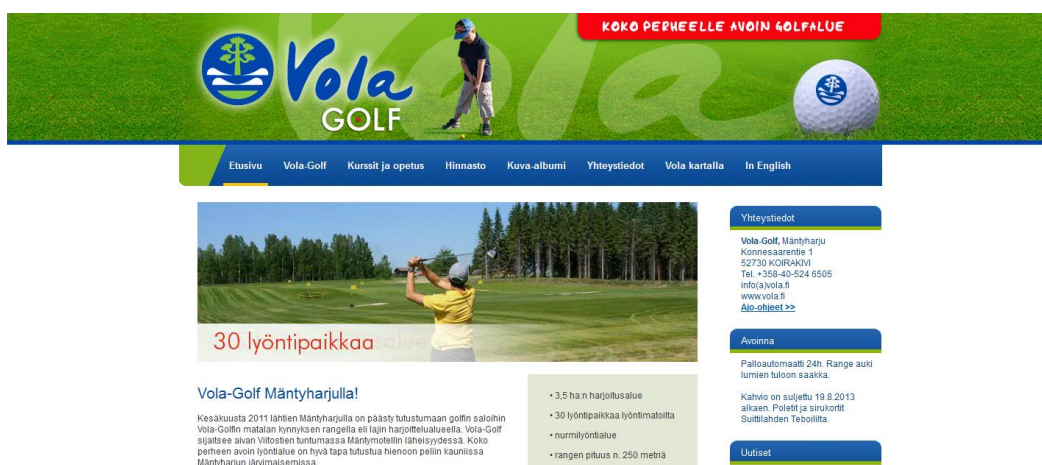 KOKO PERHEELLE AVOIN GOLFALUE
Vola
GOLF
Vola
Etusivu Vola-Golf Kurssit ja opetus Hinnasto Kuva-albumi Yhteystiedot Vola kartalla In English
30 lyöntipaikkaa
Vola-Golf Mäntyharjulla!
Kesäkuusta 2011 lähtien Mäntyharjulla on päästy tutustumaan golfin saloihin
Vola-Golfin matalan kynnyksen rangella eli lajin harjoittelualueella. Vola-Golf
sijaitsee aivan Viitostien tuntumassa Mäntymotellin läheisyydessä. Koko
perheen avoin lyöntialue on hyvä tapa tutustua hienoon peliin kauniissa
Mäntyharjun järvimaisemissa.
• 3,5 ha:n harjoitusalue
• 30 lyöntipaikkaa lyöntimatoilta
• nurmilyöntialue
• rangen pituus n. 250 metriä
Yhteystiedot
Vola-Golf, Mäntyharju
Konnesaarentie 1
52730 KOIRAKIVI
Tel. +358-40-524 6505
info(a)vola.fi
www.vola.fi
Ajo-ohjeet >>
Avoinna
Palloautomaatti 24h. Range auki
lumien tuloon saakka.
Kahvio on suljettu 19.8.2013
alkaen. Poletit ja sirukortit
Suittilahden Teboililta.
Uutiset